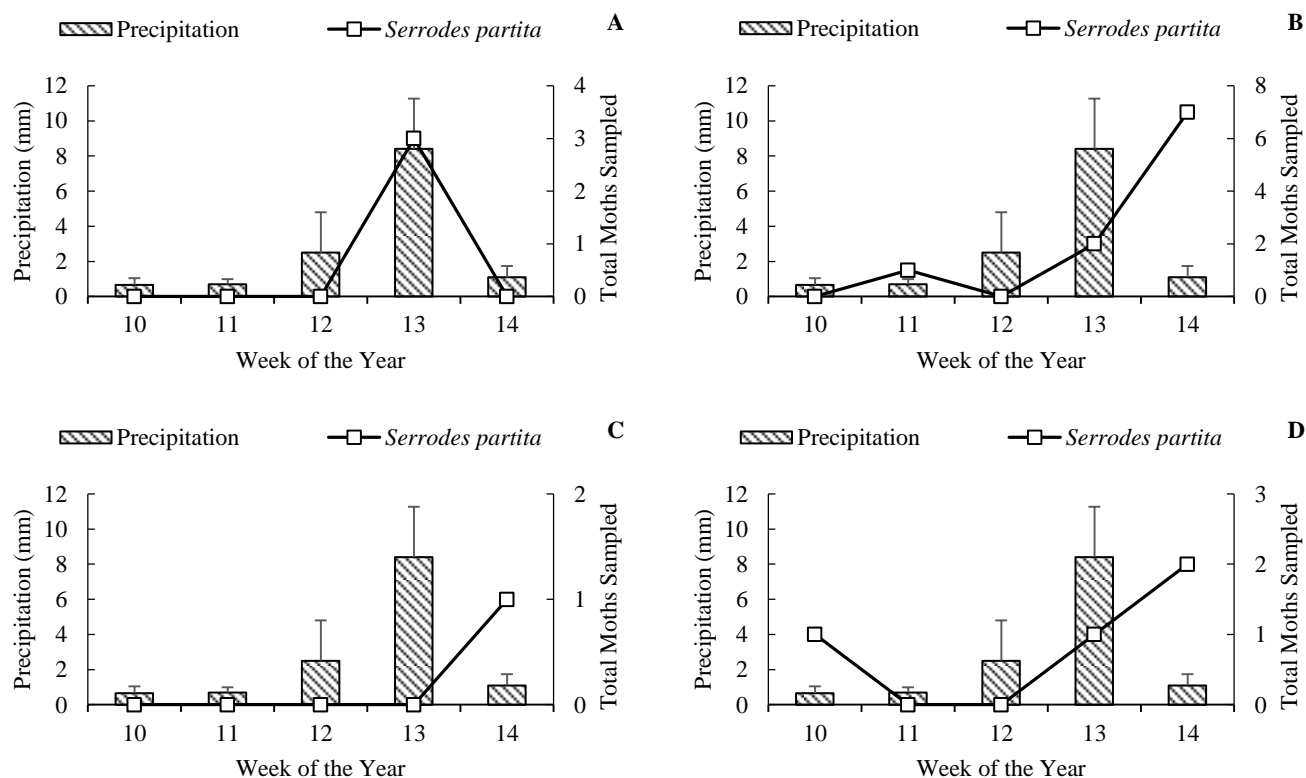 Precipitation Serrodes partita A
12 10 8 6 4 2 0
Precipitation (mm)
4 3 2 1 0
Total Moths Sampled
10 11 12 13 14
Week of the Year
Precipitation Serrodes partita B
12 10 8 6 4 2 0
Precipitation (mm)
8 6 4 2 0
Total Moths Sampled
10 11 12 13 14
Week of the Year
Precipitation Serrodes partita C
12 10 8 6 4 2 0
Precipitation (mm)
2 1 0
Total Moths Sampled
10 11 12 13 14
Week of the Year
Precipitation Serrodes partita D
12 10 8 6 4 2 0
Precipitation (mm)
3 2 1 0
Total Moths Sampled
10 11 12 13 14
Week of the Year